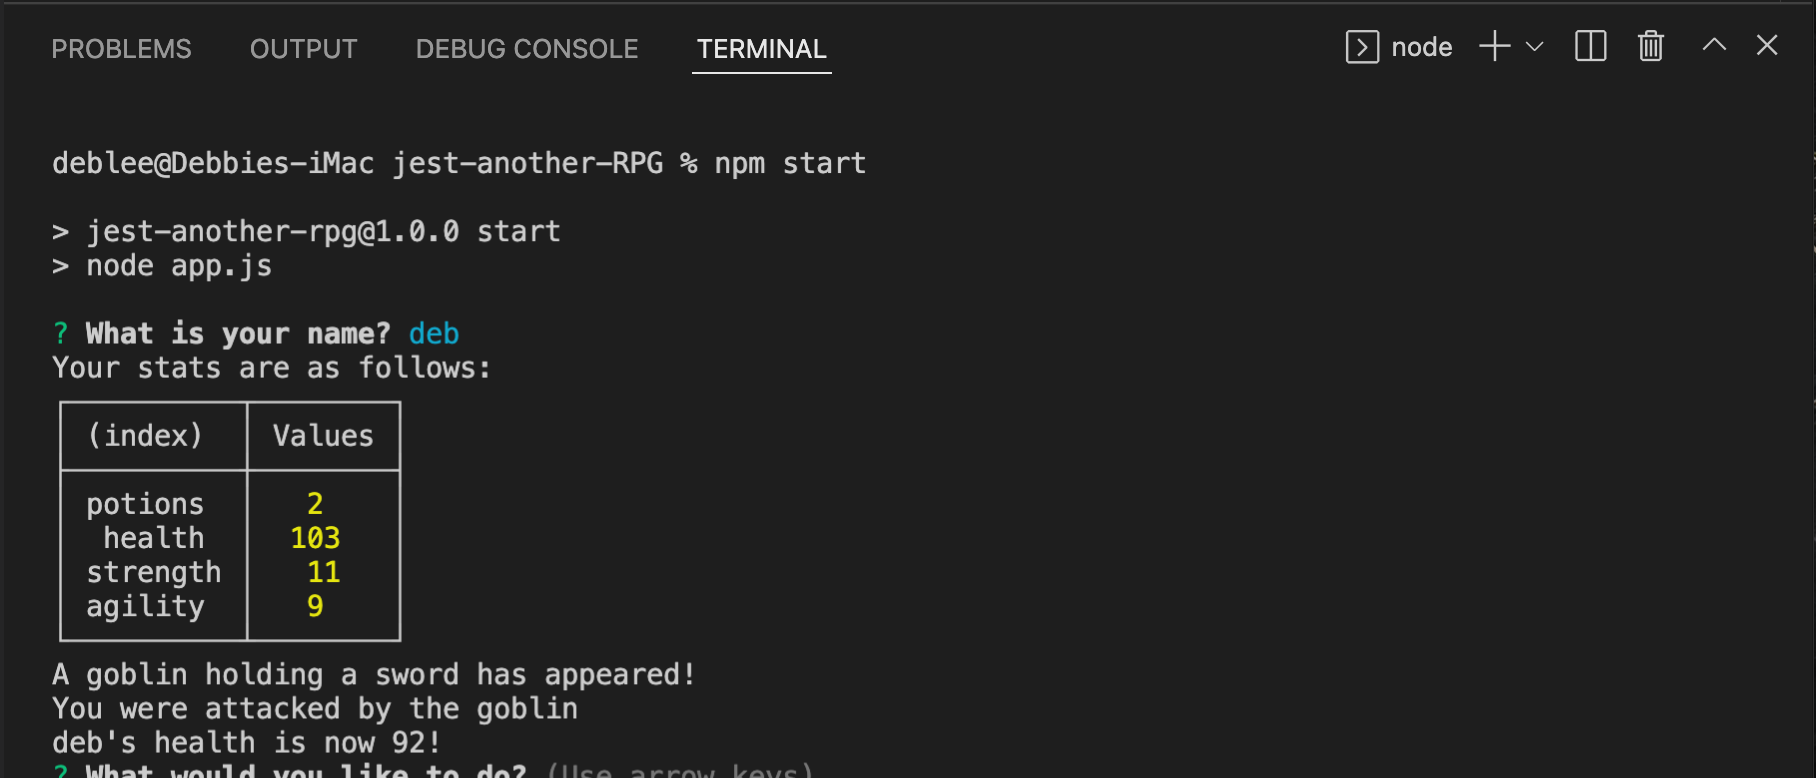 PROBLEMS OUTPUT DEBUG CONSOLE TERMINAL node
deblee@Debbies-iMac jest-another-RPG % npm start
> jest-another-rpg@1.0.0 start
> node app.js
? What is your name? deb
Your stats are as follows:
(index) Values
potions 2
health 103
strength 11
agility 9
A goblin holding a sword has appeared!
You were attacked by the goblin
deb's health is now 92!
? What would you like to do? (Use arrow keys)